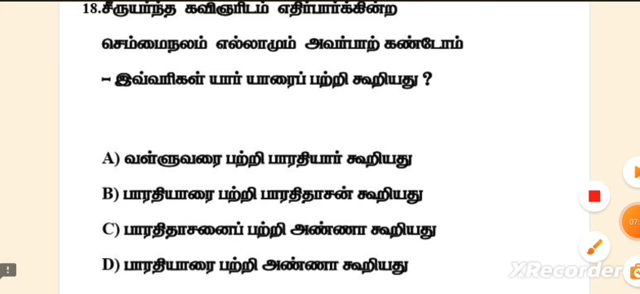 18.சீருயர்ந்த கவிஞரிடம் எதிர்பார்க்கின்ற
செம்மைநலம் எல்லாமும் அவர்பாற் கண்டோம்
– இவ்வரிகள் யார் யாரைப் பற்றி கூறியது ?
A) வள்ளுவரை பற்றி பாரதியார் கூறியது
B) பாரதியாரை பற்றி பாரதிதாசன் கூறியது
C) பாரதிதாசனைப் பற்றி அண்ணா கூறியது
D) பாரதியாரை பற்றி அண்ணா கூறியது
XRecorder